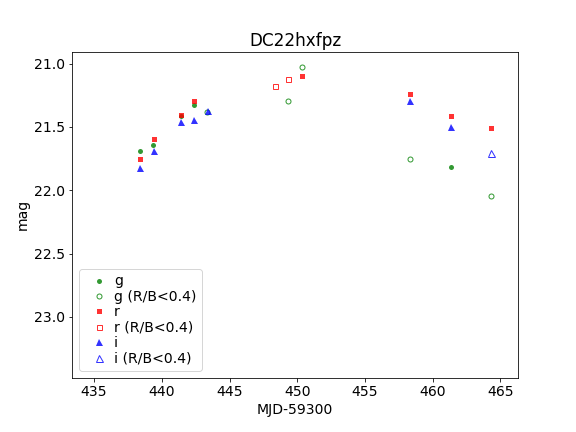 DC22hxfpz
21.0
21.5
22.0
22.5
23.0
mag
g
g (R/B<0.4)
r
r (R/B<0.4)
i
i (R/B<0.4)
435 440 445 450 455 460 465
MJD-59300